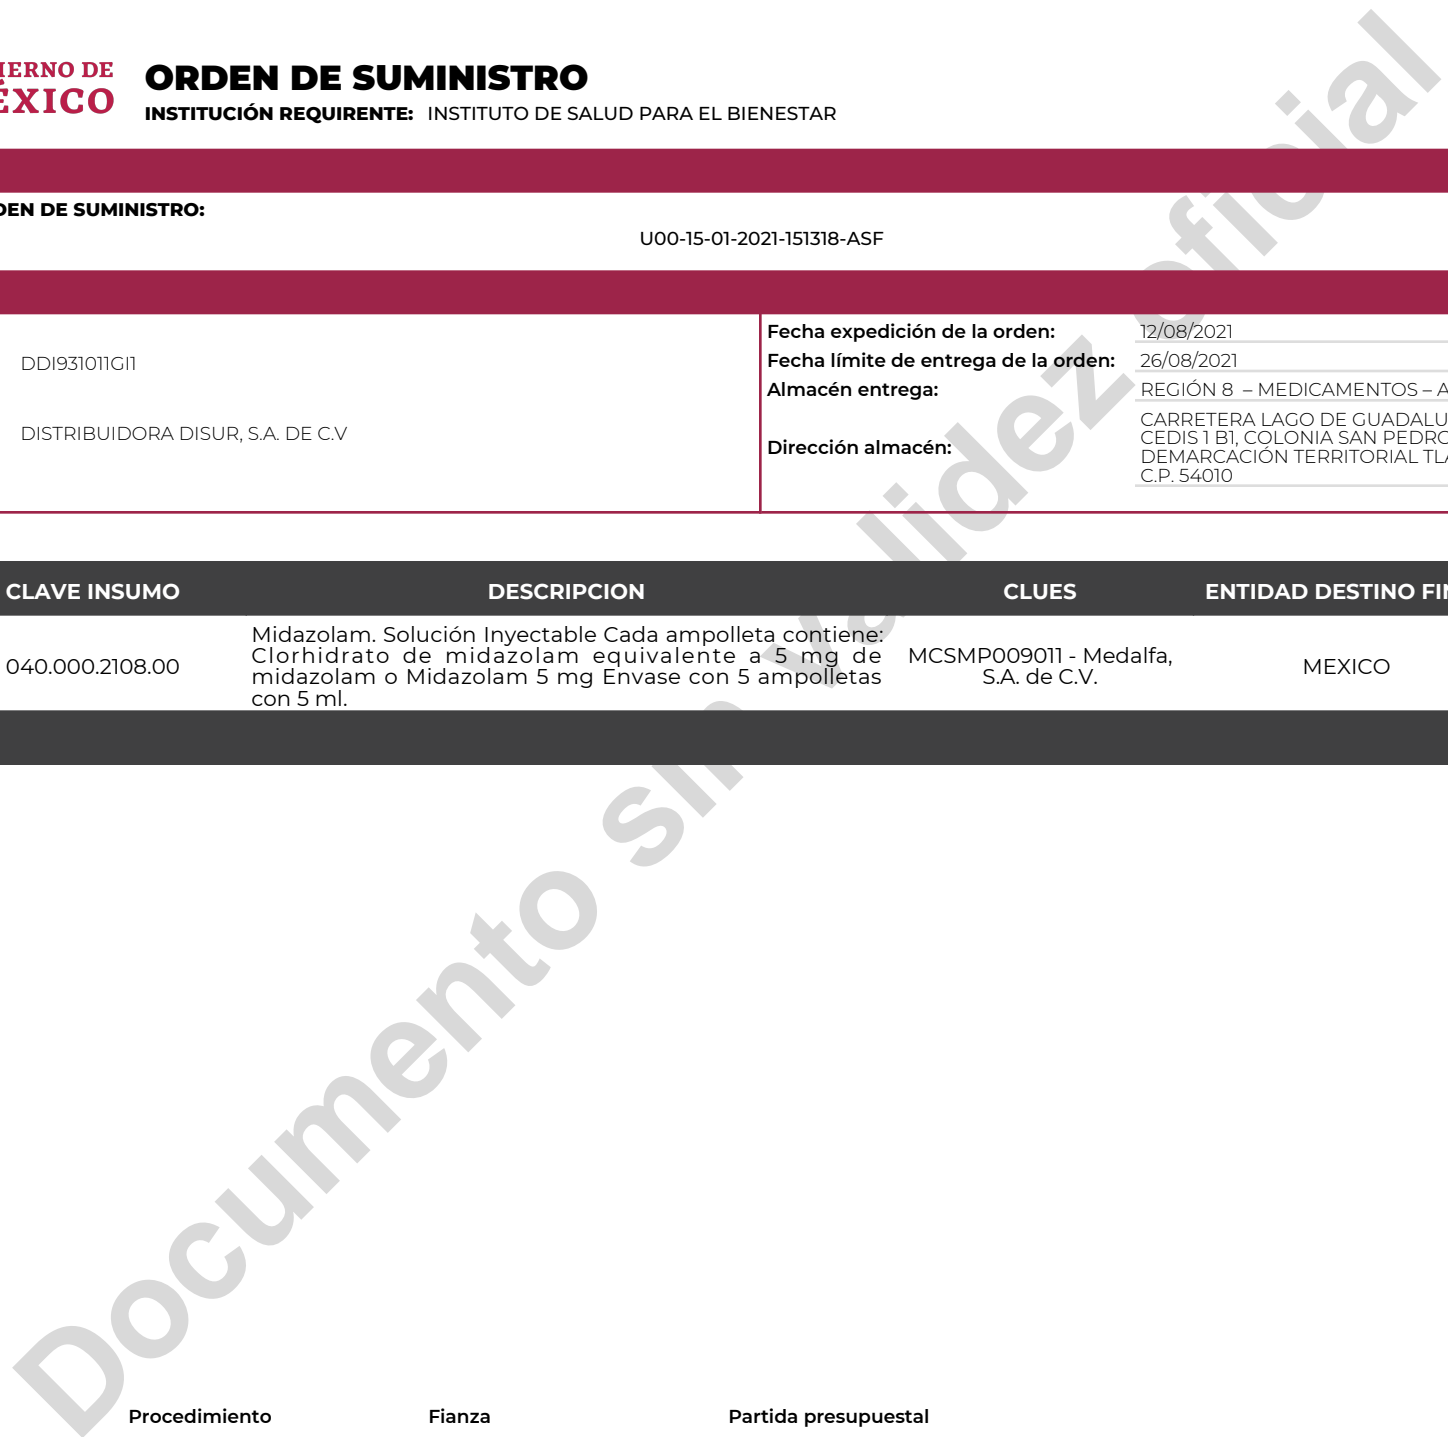 IERNO DE
ÉXICO
ORDEN DE SUMINISTRO
INSTITUCIÓN REQUIRENTE: INSTITUTO DE SALUD PARA EL BIENESTAR
DEN DE SUMINISTRO:
U00-15-01-2021-151318-ASF
DDI931011GI1
DISTRIBUIDORA DISUR, S.A. DE C.V
Fecha expedición de la orden: 12/08/2021
Fecha límite de entrega de la orden: 26/08/2021
Almacén entrega: REGIÓN 8 – MEDICAMENTOS – A
Dirección almacén:
CARRETERA LAGO DE GUADALU
CEDIS 1 B1, COLONIA SAN PEDRO
DEMARCACIÓN TERRITORIAL TLA
C.P. 54010
CLAVE INSUMO DESCRIPCION CLUES ENTIDAD DESTINO FIN
040.000.2108.00
Midazolam. Solución Inyectable Cada ampolleta contiene:
Clorhidrato de midazolam equivalente a 5 mg de
midazolam o Midazolam 5 mg Envase con 5 ampolletas
con 5 ml.
MCSMP009011 - Medalfa,
S.A. de C.V.
MEXICO
Documento sin validez oficial
Procedimiento Fianza Partida presupuestal